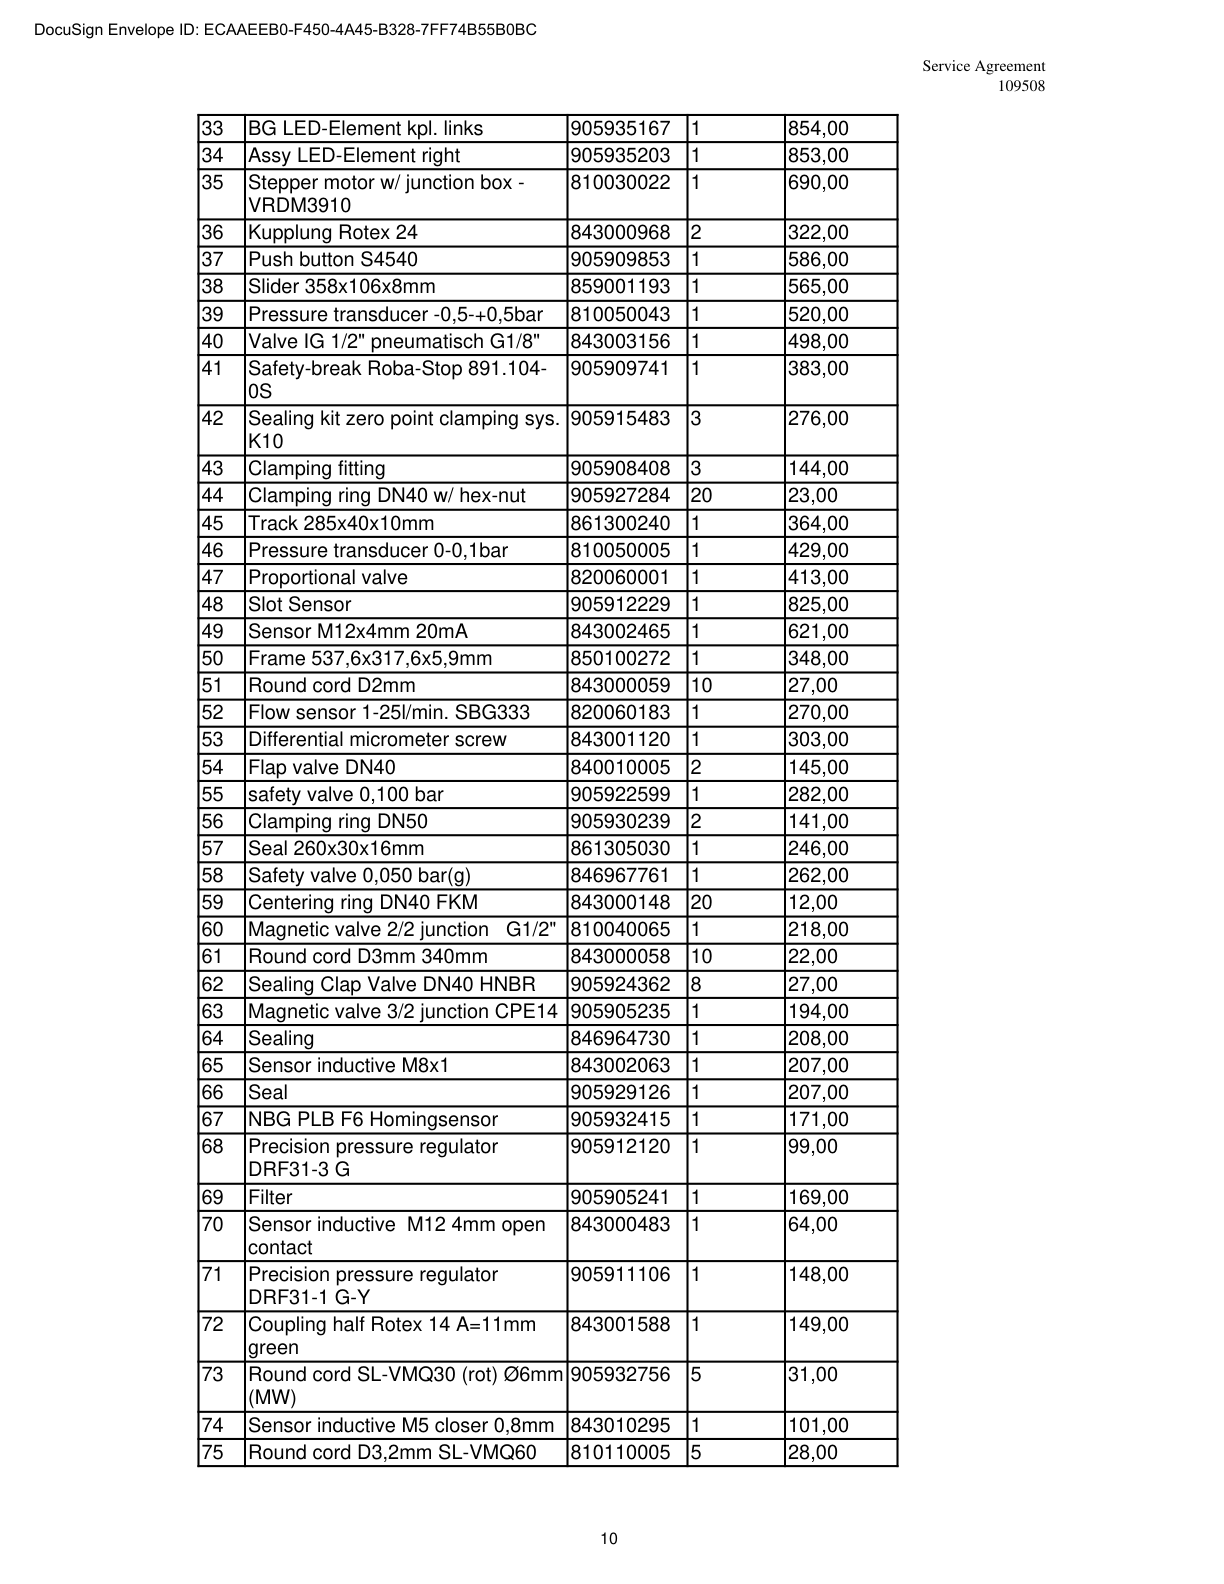 DocuSign Envelope ID: ECAAEEB0-F450-4A45-B328-7FF74B55B0BC
Service Agreement
109508
33 BG LED-Element kpl. links 905935167 1 854,00
34 Assy LED-Element right 905935203 1 853,00
35 Stepper motor w/ junction box - 810030022 1 690,00
VRDM3910
36 Kupplung Rotex 24 843000968 2 322,00
37 Push button S4540 905909853 1 586,00
38 Slider 358x106x8mm 859001193 1 565,00
39 Pressure transducer -0,5-+0,5bar 810050043 1 520,00
40 Valve IG 1/2" pneumatisch G1/8" 843003156 1 498,00
41 Safety-break Roba-Stop 891.104- 905909741 1 383,00
0S
42 Sealing kit zero point clamping sys. 905915483 3 276,00
K10
43 Clamping fitting 905908408 3 144,00
44 Clamping ring DN40 w/ hex-nut 905927284 20 23,00
45 Track 285x40x10mm 861300240 1 364,00
46 Pressure transducer 0-0,1bar 810050005 1 429,00
47 Proportional valve 820060001 1 413,00
48 Slot Sensor 905912229 1 825,00
49 Sensor M12x4mm 20mA 843002465 1 621,00
50 Frame 537,6x317,6x5,9mm 850100272 1 348,00
51 Round cord D2mm 843000059 10 27,00
52 Flow sensor 1-25l/min. SBG333 820060183 1 270,00
53 Differential micrometer screw 843001120 1 303,00
54 Flap valve DN40 840010005 2 145,00
55 safety valve 0,100 bar 905922599 1 282,00
56 Clamping ring DN50 905930239 2 141,00
57 Seal 260x30x16mm 861305030 1 246,00
58 Safety valve 0,050 bar(g) 846967761 1 262,00
59 Centering ring DN40 FKM 843000148 20 12,00
60 Magnetic valve 2/2 junction G1/2" 810040065 1 218,00
61 Round cord D3mm 340mm 843000058 10 22,00
62 Sealing Clap Valve DN40 HNBR 905924362 8 27,00
63 Magnetic valve 3/2 junction CPE14 905905235 1 194,00
64 Sealing 846964730 1 208,00
65 Sensor inductive M8x1 843002063 1 207,00
66 Seal 905929126 1 207,00
67 NBG PLB F6 Homingsensor 905932415 1 171,00
68 Precision pressure regulator 905912120 1 99,00
DRF31-3 G
69 Filter 905905241 1 169,00
70 Sensor inductive M12 4mm open 843000483 1 64,00
contact
71 Precision pressure regulator 905911106 1 148,00
DRF31-1 G-Y
72 Coupling half Rotex 14 A=11mm 843001588 1 149,00
green
73 Round cord SL-VMQ30 (rot) Ø6mm 905932756 5 31,00
(MW)
74 Sensor inductive M5 closer 0,8mm 843010295 1 101,00
75 Round cord D3,2mm SL-VMQ60 810110005 5 28,00
10